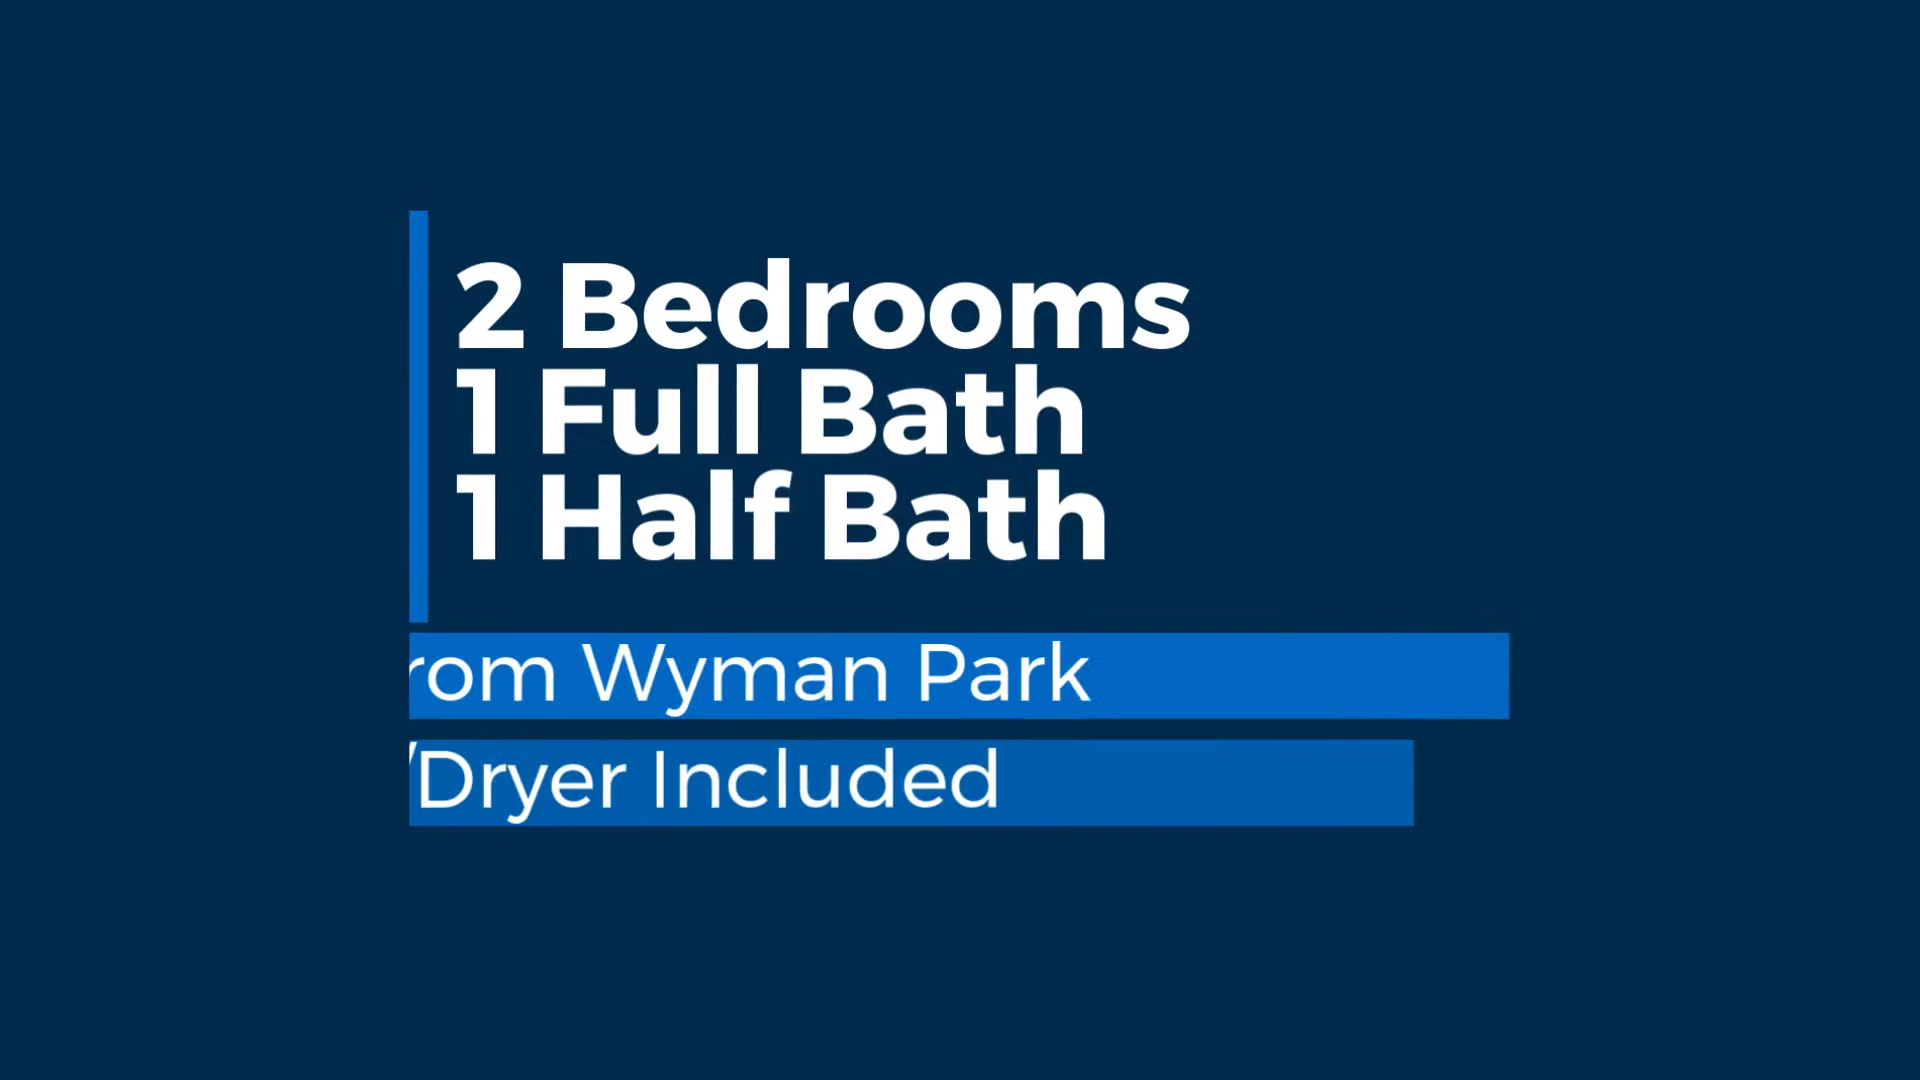 2 Bedrooms
1 Full Bath
1 Half Bath
rom Wyman Park
/Dryer Included